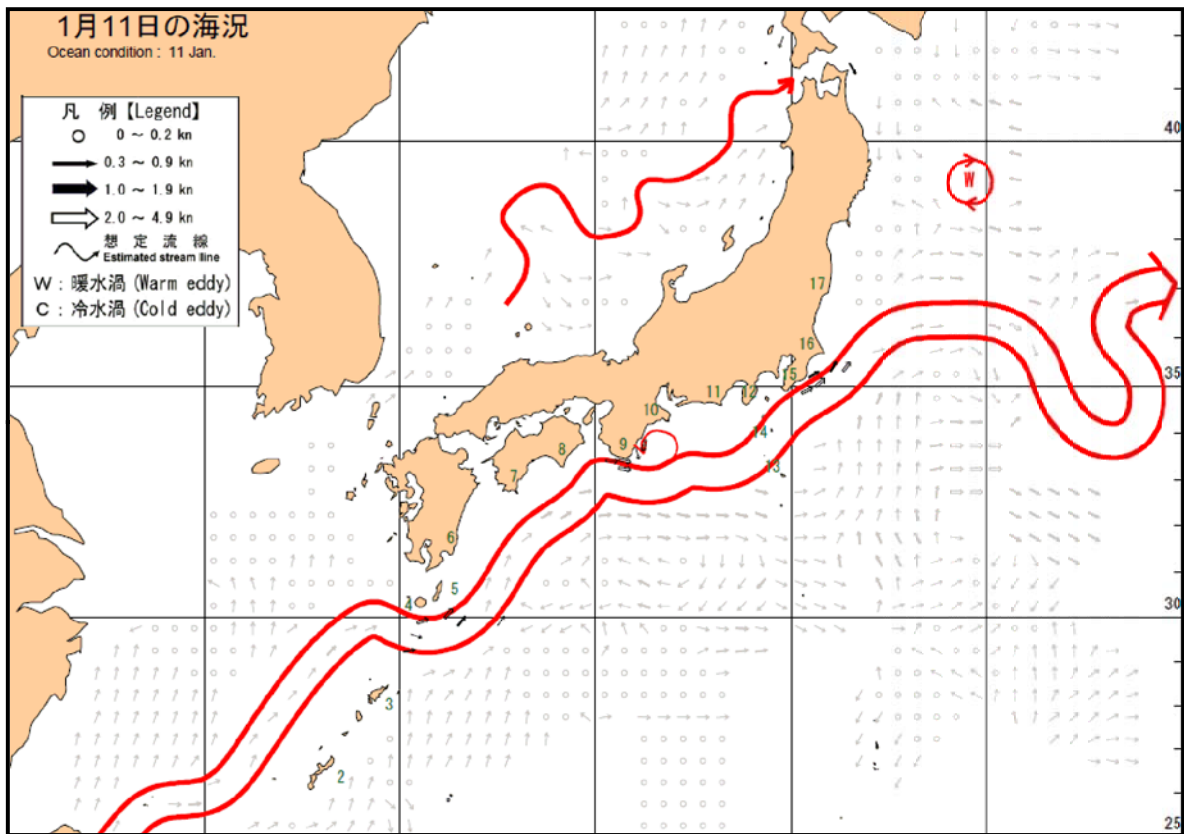 1月11日の海況
Ocean condition : 11 Jan.
凡 例【Legend】
0 ～ 0.2 kn
0.3 ～ 0.9 kn
1.0 ～ 1.9 kn
2.0 ～ 4.9 kn
想 定 流 線
Estimated stream line
W : 暖水渦 (Warm eddy)
C : 冷水渦 (Cold eddy)
40
W
17
16
35
15
12
11
10
14
9
8
13
7
6
5
4
30
3
2
25